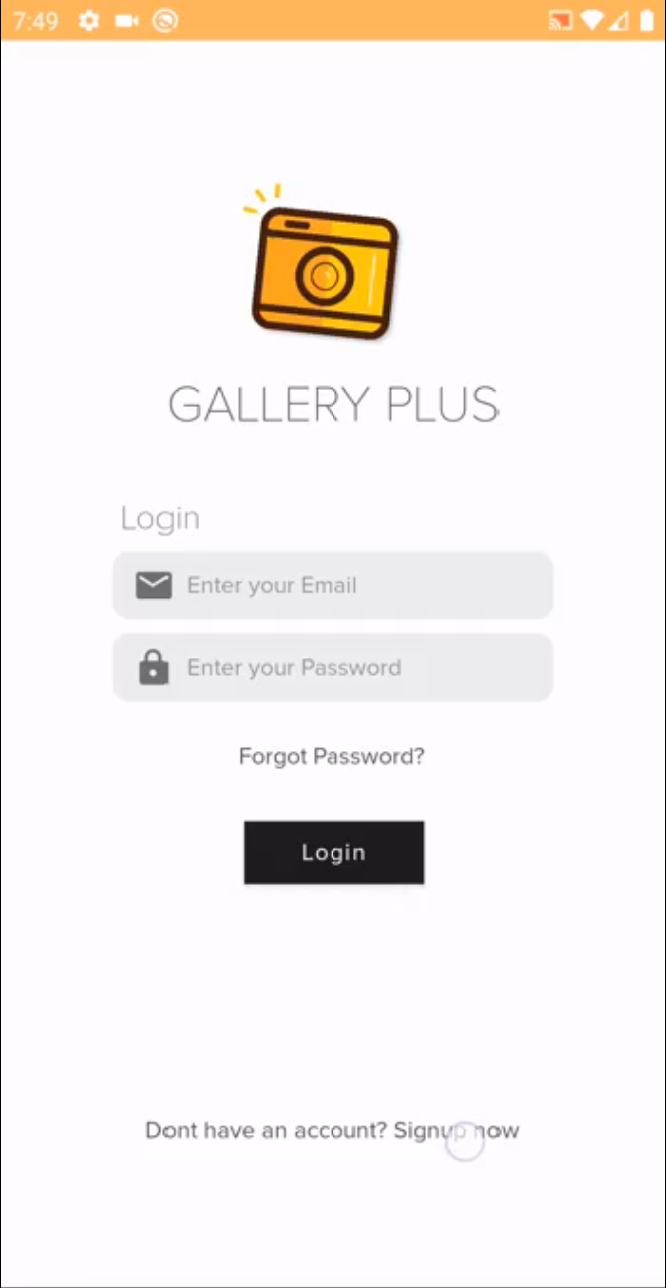 7:49
GALLERY PLUS
Login
Enter your Email
Enter your Password
Forgot Password?
Login
Dont have an account? Signup now